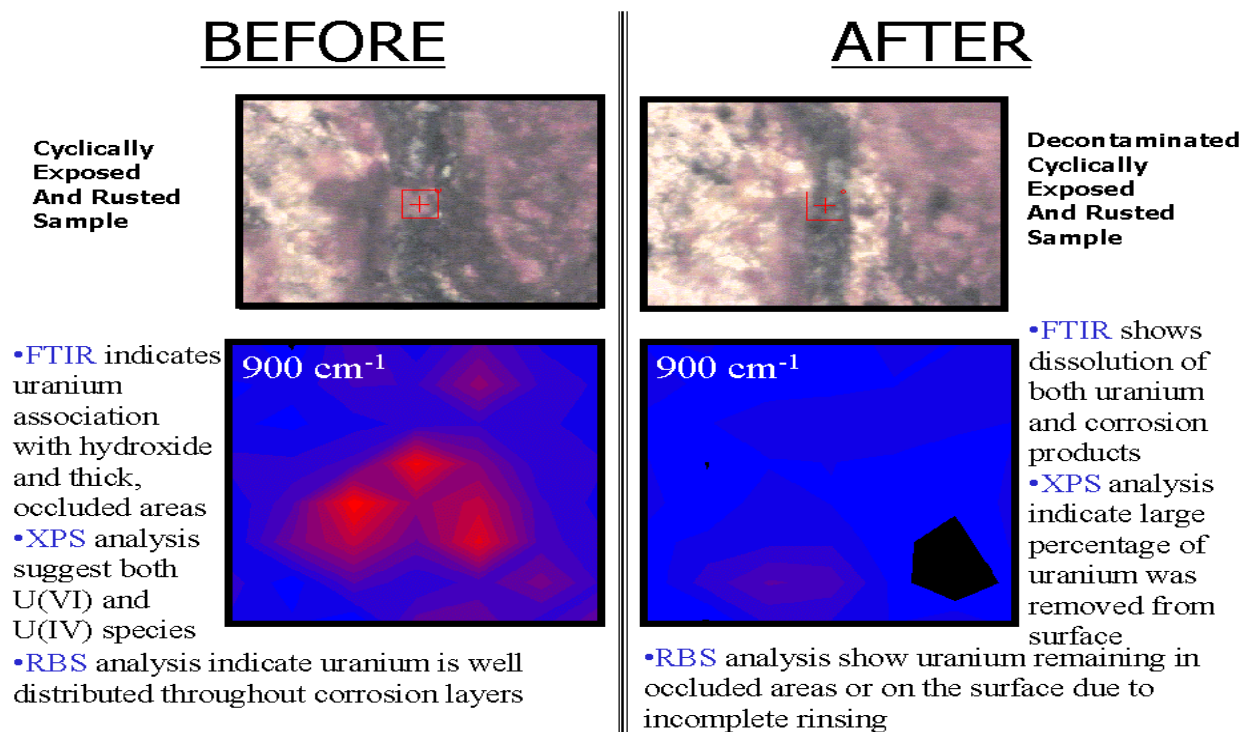 BEFORE
Cyclically
Exposed
And Rusted
Sample
•FTIR indicates
uranium
association
with hydroxide
and thick,
occluded areas
•XPS analysis
suggest both
U(VI) and
U(IV) species
900 cm-1
•RBS analysis indicate uranium is well
distributed throughout corrosion layers
AFTER
Decontaminated
Cyclically
Exposed
And Rusted
Sample
900 cm-1
•FTIR shows
dissolution of
both uranium
and corrosion
products
•XPS analysis
indicate large
percentage of
uranium was
removed from
surface
•RBS analysis show uranium remaining in
occluded areas or on the surface due to
incomplete rinsing